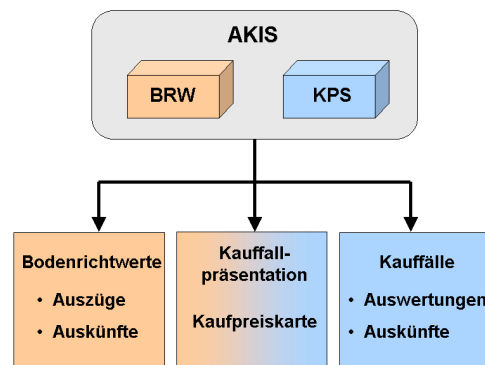 AKIS
BRW
KPS
Bodenrichtwerte
• Auszüge
• Auskünfte
Kauffall-
präsentation
Kaufpreiskarte
Kauffälle
• Auswertungen
• Auskünfte